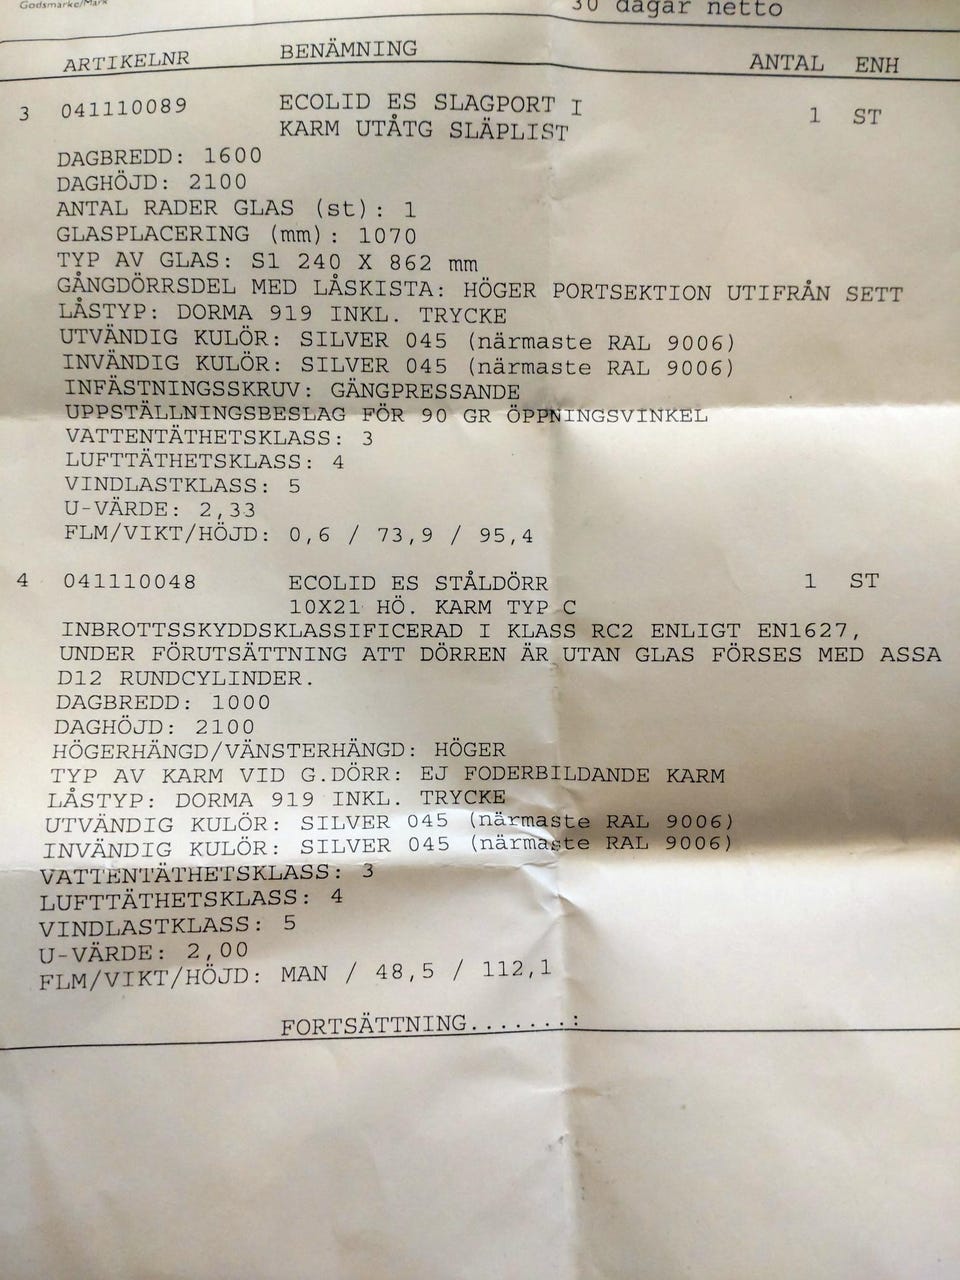 Godsmärke/Mark
30 dagar netto
ARTIKELNR BENÄMNING ANTAL ENH
3 041110089 ECOLID ES SLAGPORT I 1 ST
KARM UTÅTG SLÄPLIST
DAGBREDD: 1600
DAGHÖJD: 2100
ANTAL RADER GLAS (st): 1
GLASPLACERING (mm): 1070
TYP AV GLAS: S1 240 X 862 mm
GÅNGDÖRRSDEL MED LÅSKISTA: HÖGER PORTSEKTION UTIFRÅN SETT
LÅSTYP: DORMA 919 INKL. TRYCKE
UTVÄNDIG KULÖR: SILVER 045 (närmaste RAL 9006)
INVÄNDIG KULÖR: SILVER 045 (närmaste RAL 9006)
INFÄSTNINGSSKRUV: GÄNGPRESSANDE
UPPSTÄLLNINGSBESLAG FÖR 90 GR ÖPPNINGSVINKEL
VATTENTÄTHETSKLASS: 3
LUFTTÄTHETSKLASS: 4
VINDLASTKLASS: 5
U-VÄRDE: 2,33
FLM/VIKT/HÖJD: 0,6 / 73,9 / 95,4
4 041110048 ECOLID ES STÅLDÖRR 1 ST
10X21 HÖ. KARM TYP C
INBROTTSSKYDDSKLASSIFICERAD I KLASS RC2 ENLIGT EN1627,
UNDER FÖRUTSÄTTNING ATT DÖRREN ÄR UTAN GLAS FÖRSES MED ASSA
D12 RUNDCYLINDER.
DAGBREDD: 1000
DAGHÖJD: 2100
HÖGERHÄNGD/VÄNSTERHÄNGD: HÖGER
TYP AV KARM VID G.DÖRR: EJ FODERBILDANDE KARM
LÅSTYP: DORMA 919 INKL. TRYCKE
UTVÄNDIG KULÖR: SILVER 045 (närmaste RAL 9006)
INVÄNDIG KULÖR: SILVER 045 (närmaste RAL 9006)
VATTENTÄTHETSKLASS: 3
LUFTTÄTHETSKLASS: 4
VINDLASTKLASS: 5
U-VÄRDE: 2,00
FLM/VIKT/HÖJD: MAN / 48,5 / 112,1
FORTSÄTTNING.......: